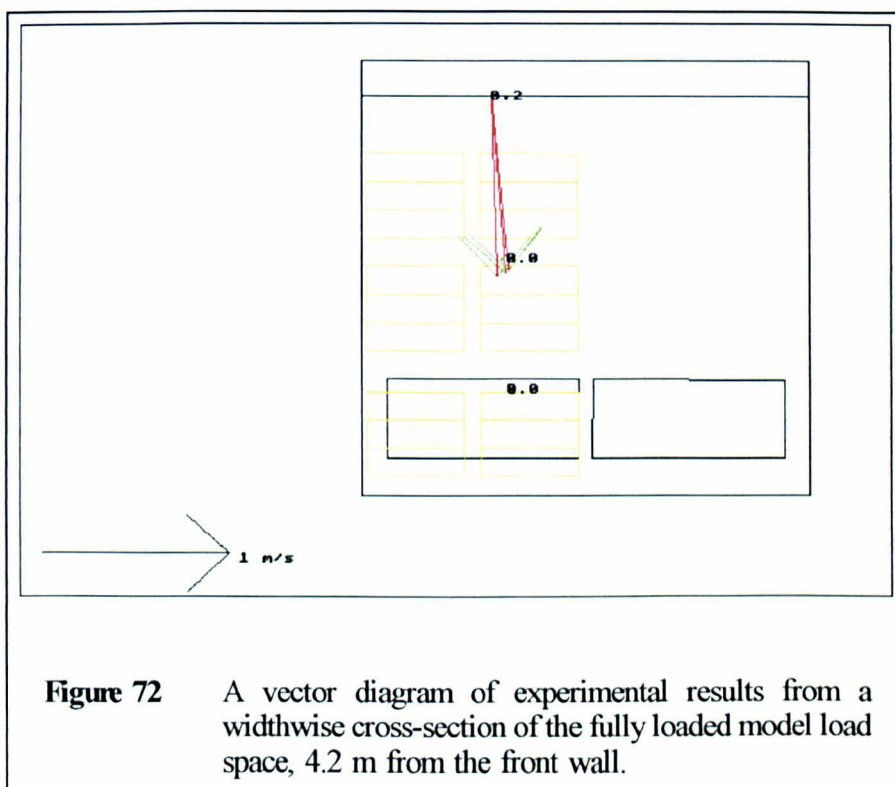 0.2
0.0
0.0
1 m/s
Figure 72 A vector diagram of experimental results from a
widthwise cross-section of the fully loaded model load
space, 4.2 m from the front wall.